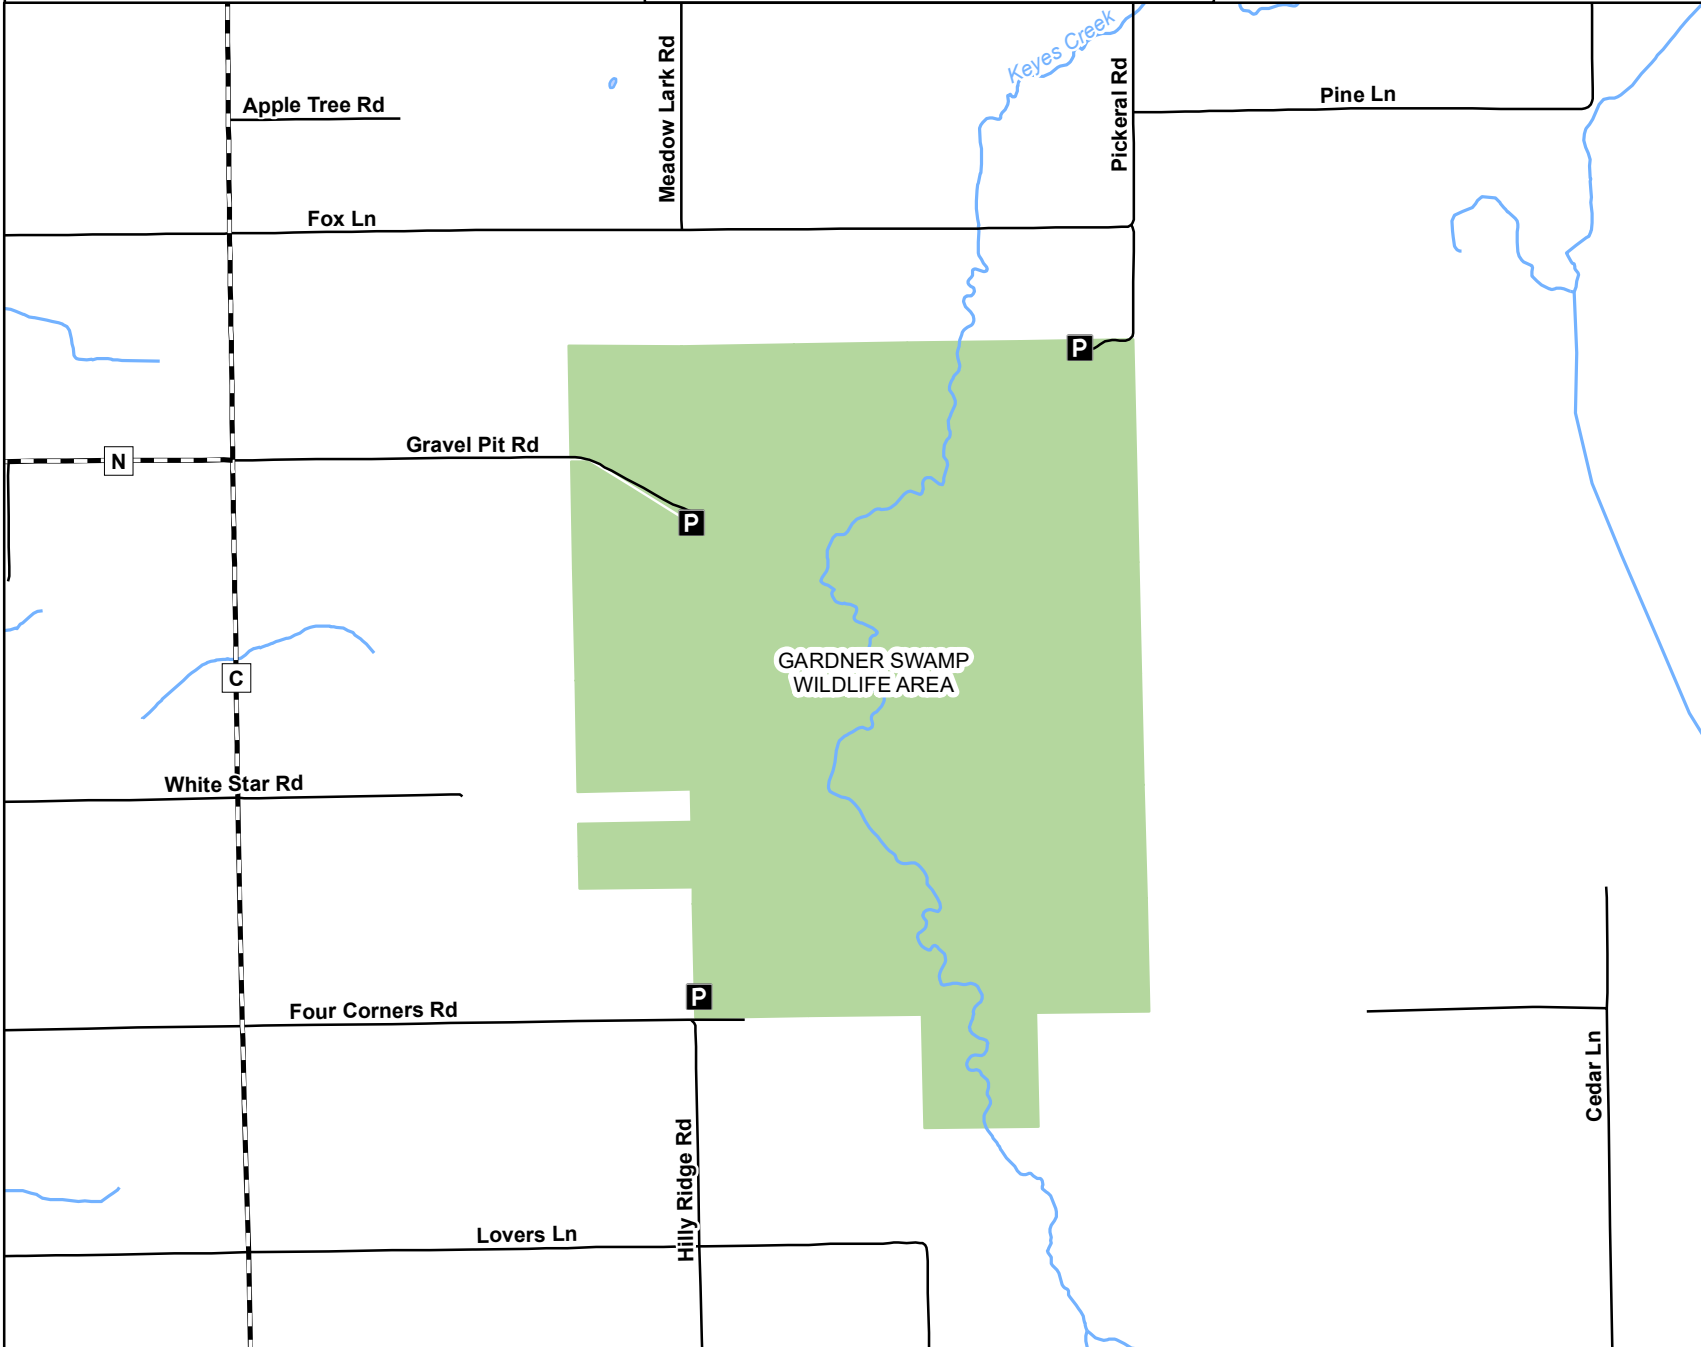 Keyes Creek
Meadow Lark Rd
Pickeral Rd
Pine Ln
Apple Tree Rd
Fox Ln
P
Gravel Pit Rd
N
P
GARDNER SWAMP
WILDLIFE AREA
C
White Star Rd
P
Four Corners Rd
Cedar Ln
Hilly Ridge Rd
Lovers Ln